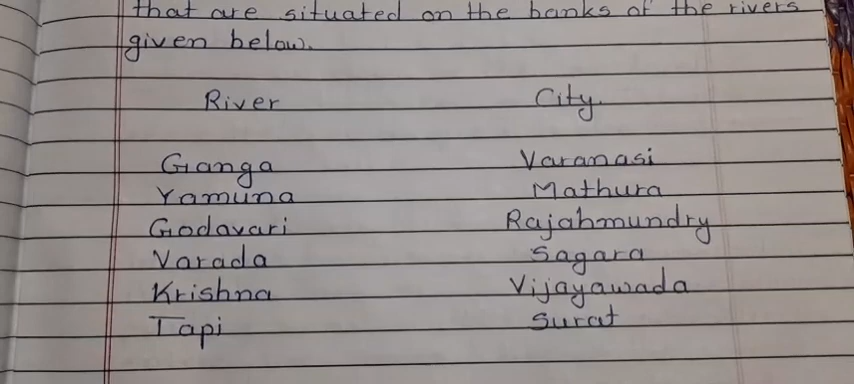 that are situated on the banks of the rivers
given below.
River City.
Ganga Varanasi
Yamuna Mathura
Godavari Rajahmundry
Varada Sagara
Krishna Vijayawada
Tapi Surat